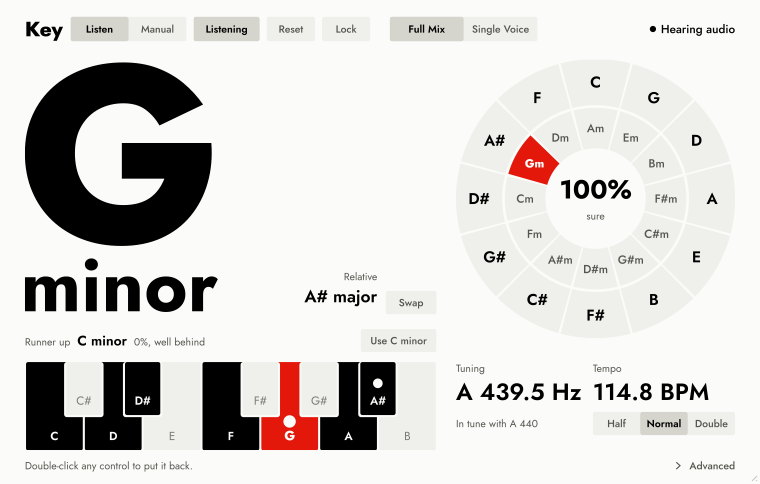 Key Listen Manual Listening Reset Lock Full Mix Single Voice Hearing audio
G
minor
Relative
A# major Swap
Runner up C minor 0%, well behind Use C minor
C# D# F# G# A#
C D E F G A B
Double-click any control to put it back.
C
F G
A# D
D# A
G# E
C# B
F#
Am
Dm Em
Gm Bm
Cm F#m
Fm C#m
A#m G#m
D#m
100%
sure
Tuning Tempo
A 439.5 Hz 114.8 BPM
In tune with A 440 Half Normal Double
Advanced